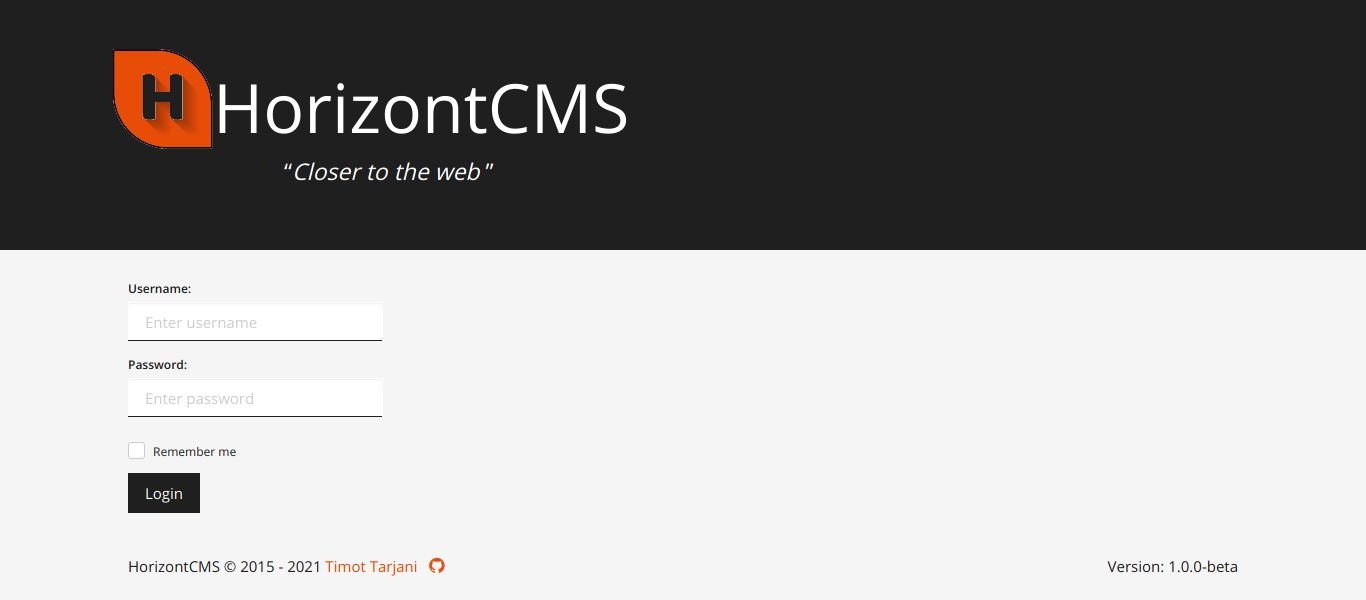 H HorizontCMS
“Closer to the web”
Username:
Enter username
Password:
Enter password
Remember me
Login
HorizontCMS © 2015 - 2021 Timot Tarjani
Version: 1.0.0-beta